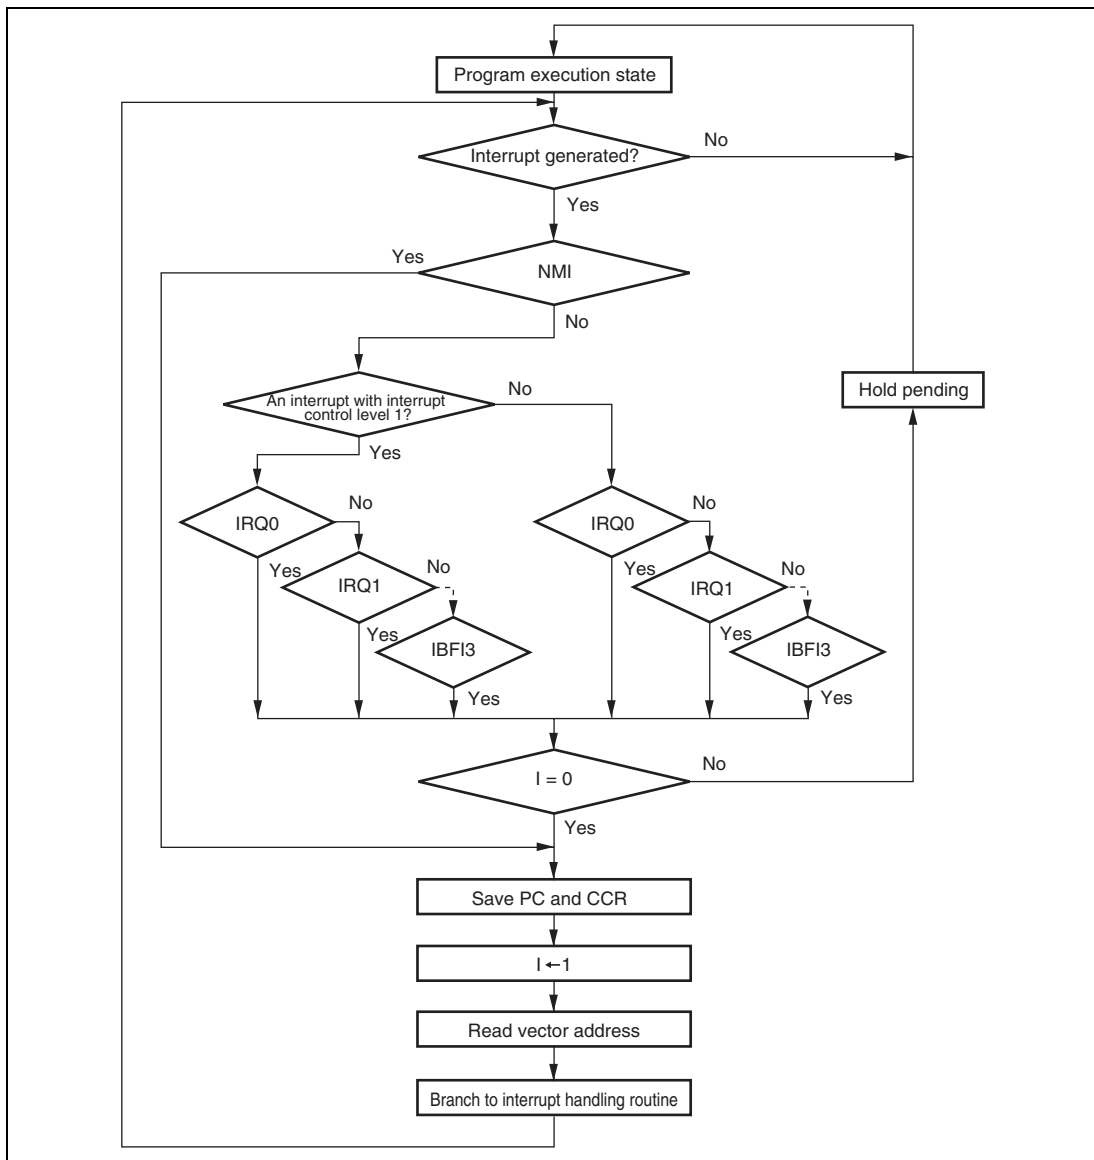 Program execution state
No
Interrupt generated?
Yes
Yes
NMI
No
An interrupt with interrupt
control level 1?
No
Hold pending
Yes
No
No
IRQ0
IRQ0
Yes
No
Yes
No
IRQ1
IRQ1
Yes
IBFI3
Yes
IBFI3
Yes
Yes
I = 0
No
Yes
Save PC and CCR
I ←1
Read vector address
Branch to interrupt handling routine